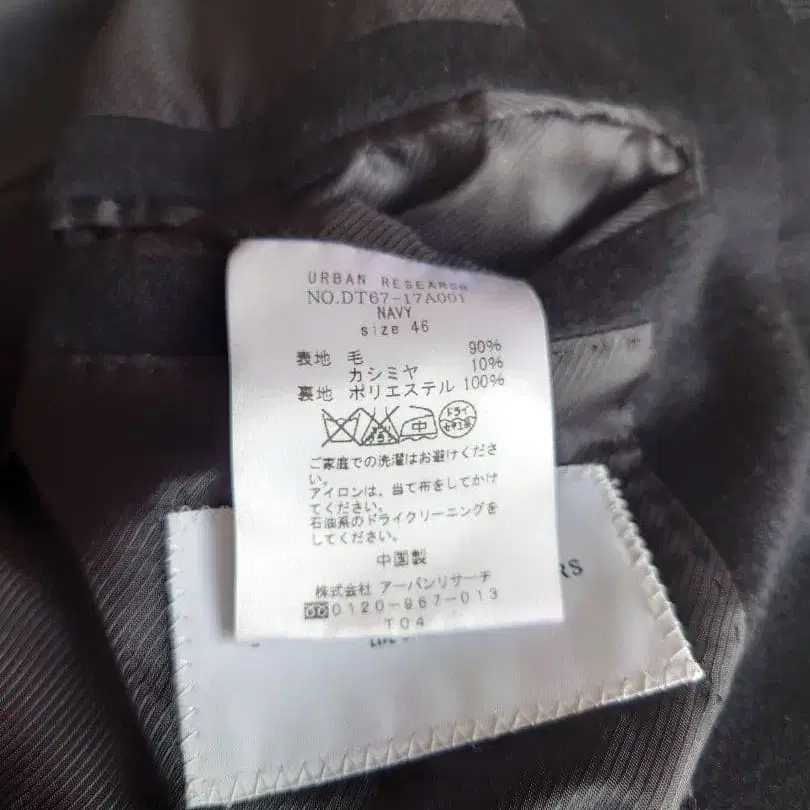 URBAN RESEARCH
NO.DT67-17A001
NAVY
size 46
表地 毛 90%
カシミヤ 10%
裏地 ポリエステル 100%
ドライ
セキユ系
中
ご家庭での洗濯はお避けくださ
い。
アイロンは、当て布をしてかけ
てください。
石油系のドライクリーニングを
してください。
中国製
株式会社 アーバンリサーチ
0120-967-013
T04
RS